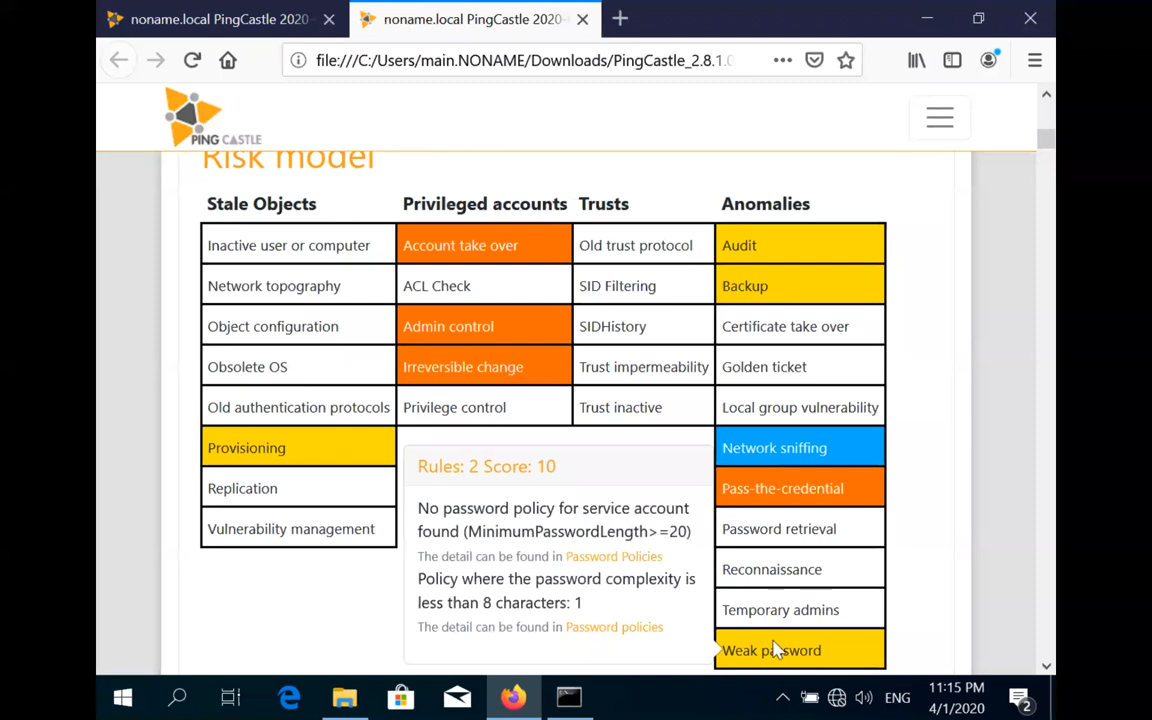 noname.local PingCastle 2020-
noname.local PingCastle 2020-
file:///C:/Users/main.NONAME/Downloads/PingCastle_2.8.1.0
PING CASTLE
Risk model
Stale Objects
Privileged accounts
Trusts
Anomalies
Inactive user or computer
Account take over
Old trust protocol
Audit
Network topography
ACL Check
SID Filtering
Backup
Object configuration
Admin control
SIDHistory
Certificate take over
Obsolete OS
Irreversible change
Trust impermeability
Golden ticket
Old authentication protocols
Privilege control
Trust inactive
Local group vulnerability
Provisioning
Network sniffing
Replication
Pass-the-credential
Vulnerability management
Password retrieval
Reconnaissance
Temporary admins
Weak password
Rules: 2 Score: 10
No password policy for service account
found (MinimumPasswordLength>=20)
The detail can be found in Password Policies
Policy where the password complexity is
less than 8 characters: 1
The detail can be found in Password policies
ENG
11:15 PM
4/1/2020
2